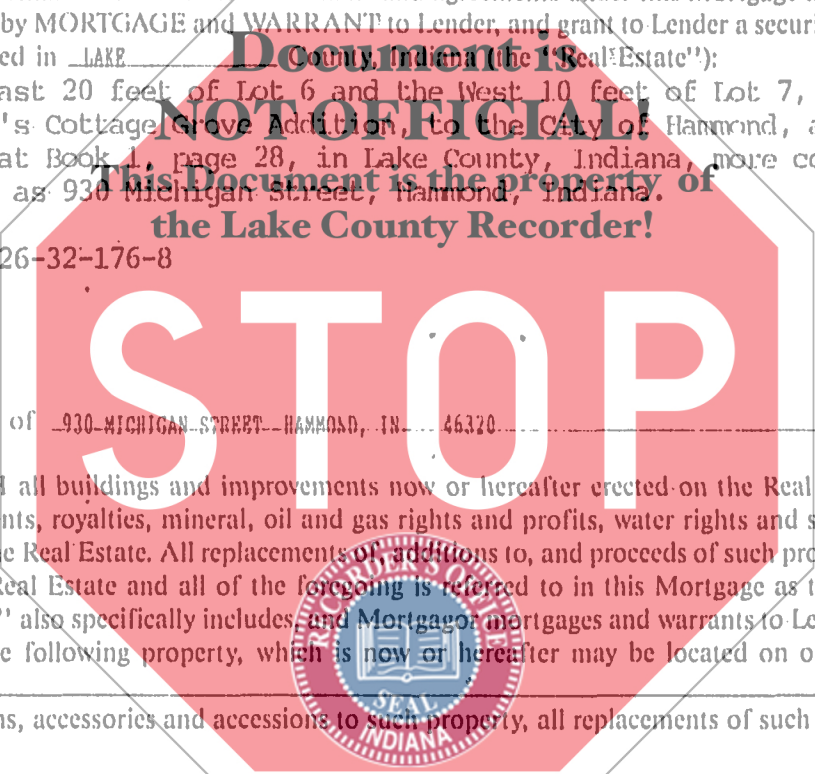 by MORTGAGE and WARRANT to Lender, and grant to Lender a securi
ed in LAKE County, Indiana (the "Real Estate"):
Document is
ast 20 feet of Lot 6 and the West 10 feet of Lot 7,
NOT OFFICIAL!
's Cottage Grove Addition, to the City of Hammond, a
at Book 1, page 28, in Lake County, Indiana, more co
This Document is the property of
as 930 Michigan Street, Hammond, Indiana.
the Lake County Recorder!
26-32-176-8
STOP
of 930 MICHIGAN STREET HAMMOND, IN 46320
all buildings and improvements now or hereafter erected on the Real
nts, royalties, mineral, oil and gas rights and profits, water rights and s
e Real Estate. All replacements of, additions to, and proceeds of such pro
Real Estate and all of the foregoing is referred to in this Mortgage as t
" also specifically includes, and Mortgagor mortgages and warrants to Le
e following property, which is now or hereafter may be located on o
RECORDER'S OFFICE
SEAL
INDIANA
ns, accessories and accessions to such property, all replacements of such